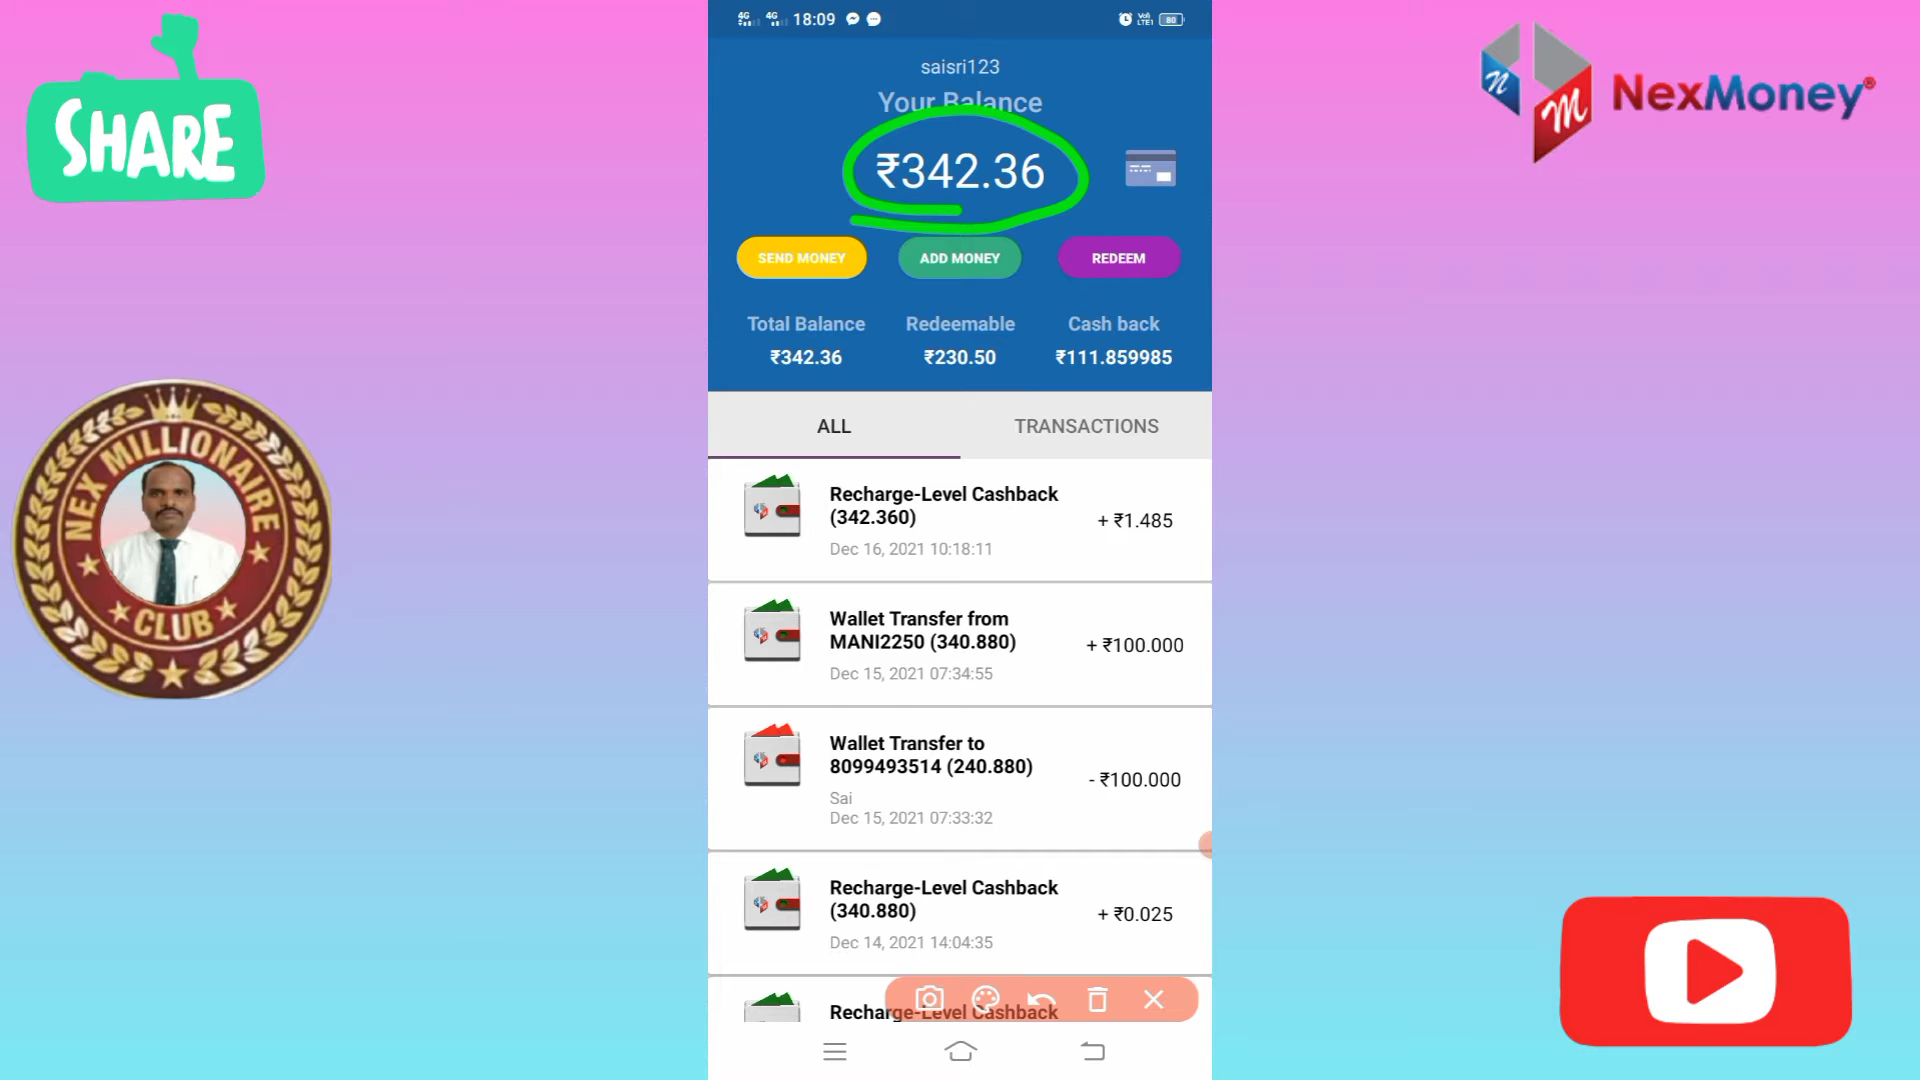 SHARE
NEX MILLIONAIRE
CLUB
4G 4G 18:09
80
saisri123
Your Balance
₹342.36
SEND MONEY ADD MONEY REDEEM
Total Balance Redeemable Cash back
₹342.36 ₹230.50 ₹111.859985
ALL TRANSACTIONS
Recharge-Level Cashback
(342.360)
+ ₹1.485
Dec 16, 2021 10:18:11
Wallet Transfer from
MANI2250 (340.880)
+ ₹100.000
Dec 15, 2021 07:34:55
Wallet Transfer to
8099493514 (240.880)
- ₹100.000
Sai
Dec 15, 2021 07:33:32
Recharge-Level Cashback
(340.880)
+ ₹0.025
Dec 14, 2021 14:04:35
Recharge-Level Cashback
n m NexMoney®